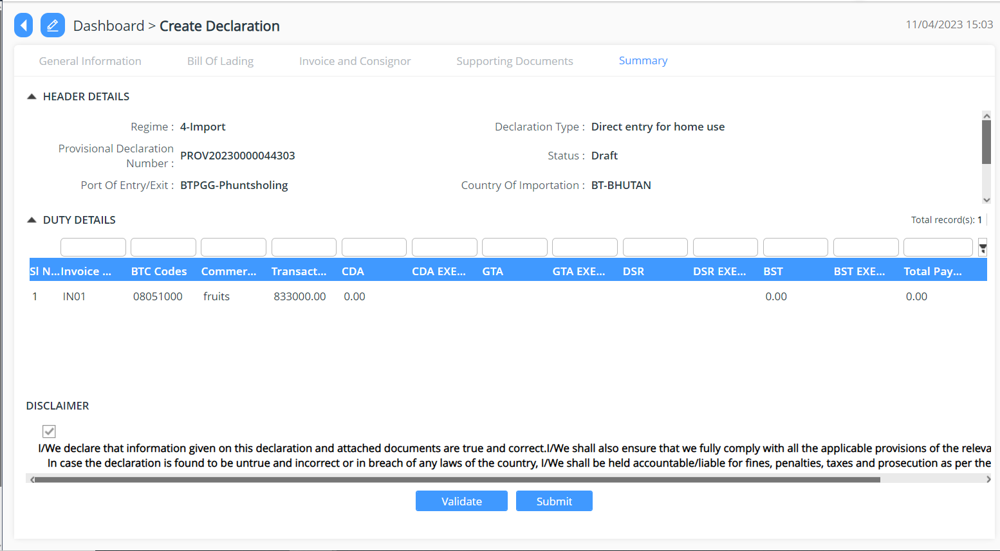 Dashboard > Create Declaration
11/04/2023 15:03
General Information
Bill Of Lading
Invoice and Consignor
Supporting Documents
Summary
HEADER DETAILS
Regime : 4-Import
Declaration Type : Direct entry for home use
Provisional Declaration
Number : PROV20230000044303
Status : Draft
Port Of Entry/Exit : BTPGG-Phuntsholing
Country Of Importation : BT-BHUTAN
DUTY DETAILS
Total record(s): 1
Sl N... Invoice ... BTC Codes Commer... Transact... CDA CDA EXE... GTA GTA EXE... DSR DSR EXE... BST BST EXE... Total Pay...
1 IN01 08051000 fruits 833000.00 0.00 0.00 0.00
DISCLAIMER
I/We declare that information given on this declaration and attached documents are true and correct.I/We shall also ensure that we fully comply with all the applicable provisions of the releva
In case the declaration is found to be untrue and incorrect or in breach of any laws of the country, I/We shall be held accountable/liable for fines, penalties, taxes and prosecution as per the
Validate
Submit